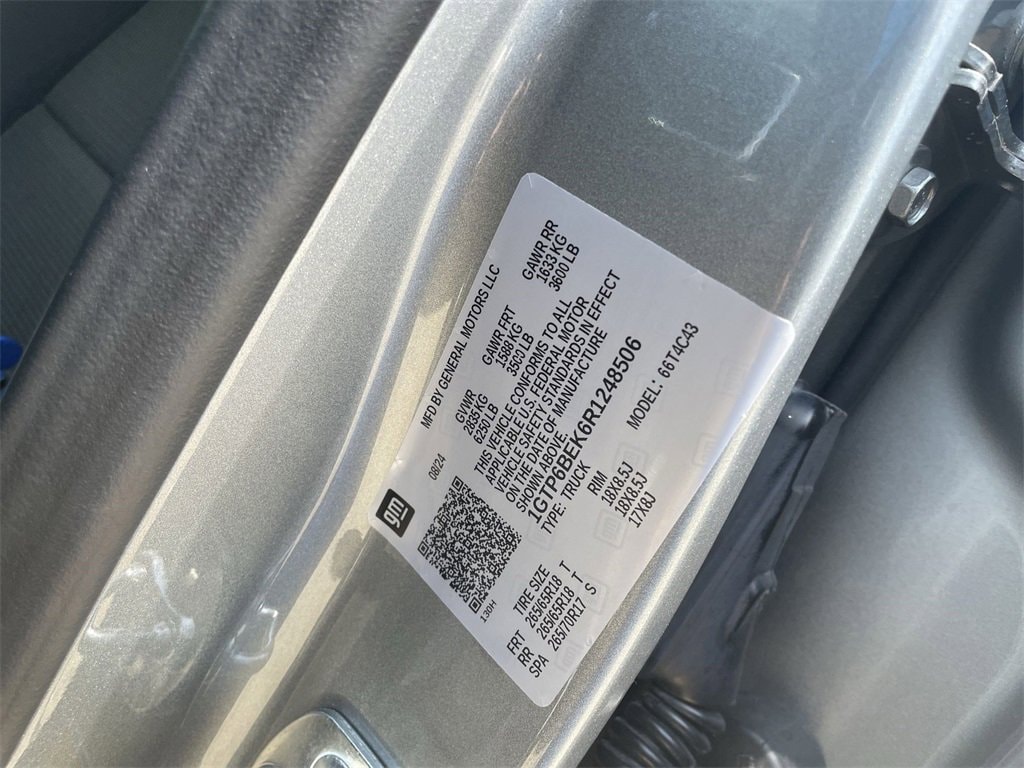 gm
MFD BY GENERAL MOTORS LLC
08/24 GVWR GAWR FRT GAWR RR
2835 KG 1588 KG 1633 KG
6250 LB 3500 LB 3600 LB
THIS VEHICLE CONFORMS TO ALL
APPLICABLE U.S. FEDERAL MOTOR
VEHICLE SAFETY STANDARDS IN EFFECT
ON THE DATE OF MANUFACTURE
SHOWN ABOVE.
1GTP6BEK6R1248506
TYPE: TRUCK MODEL: 66T4C43
130H
TIRE SIZE RIM
FRT 265/65R18 T 18X8.5J
RR 265/65R18 T 18X8.5J
SPA 265/70R17 S 17X8J